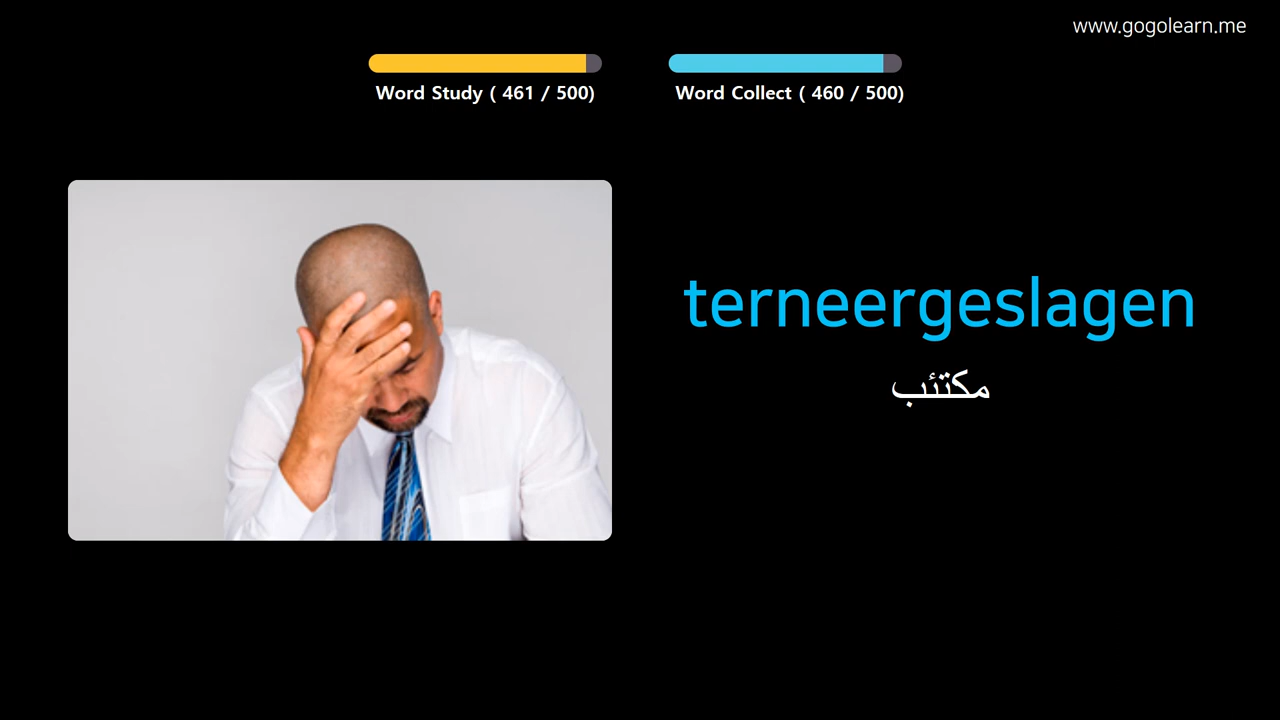 www.gogolearn.me
Word Study ( 461 / 500)
Word Collect ( 460 / 500)
terneergeslagen
مكتئب